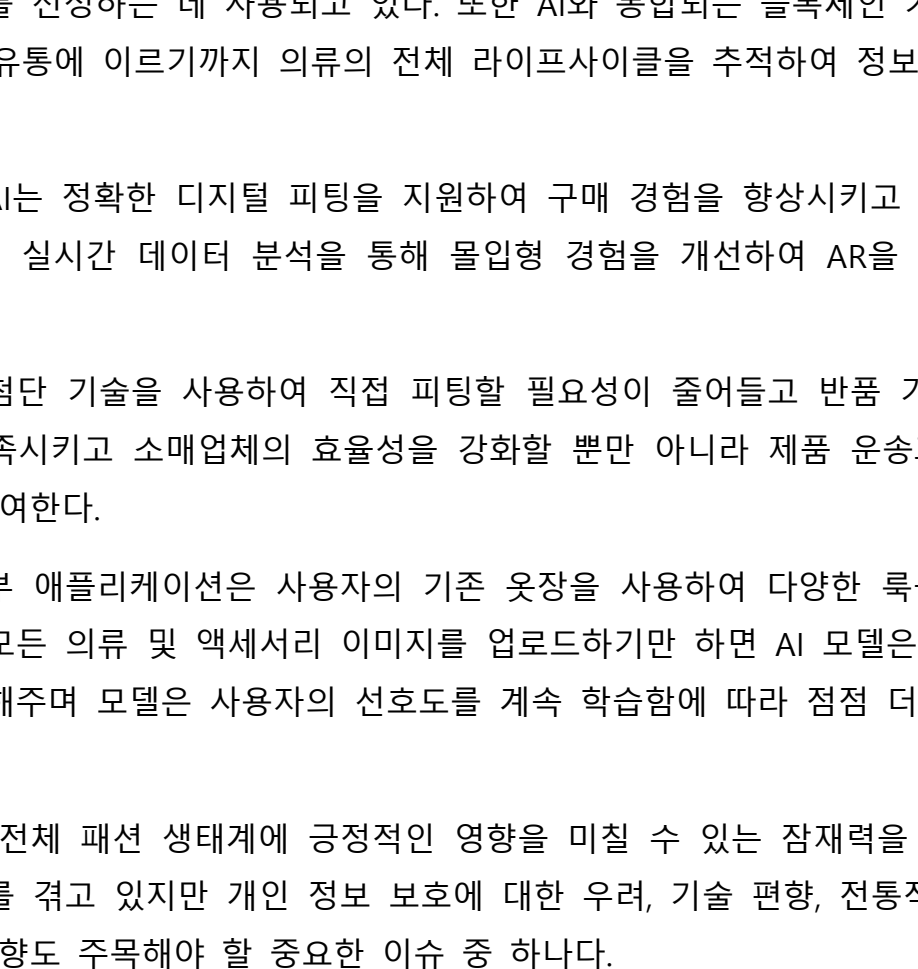 선정하는 데 사용되고 있다. 또한 AI와 통합되는 블록체인
유통에 이르기까지 의류의 전체 라이프사이클을 추적하여 정보
AI는 정확한 디지털 피팅을 지원하여 구매 경험을 향상시키고
실시간 데이터 분석을 통해 몰입형 경험을 개선하여 AR을
첨단 기술을 사용하여 직접 피팅할 필요성이 줄어들고 반품
족시키고 소매업체의 효율성을 강화할 뿐만 아니라 제품 운송
여한다.
부 애플리케이션은 사용자의 기존 옷장을 사용하여 다양한 룩
모든 의류 및 액세서리 이미지를 업로드하기만 하면 AI 모델은
해주며 모델은 사용자의 선호도를 계속 학습함에 따라 점점 더
전체 패션 생태계에 긍정적인 영향을 미칠 수 있는 잠재력을
를 겪고 있지만 개인 정보 보호에 대한 우려, 기술 편향, 전통적
향도 주목해야 할 중요한 이슈 중 하나다.